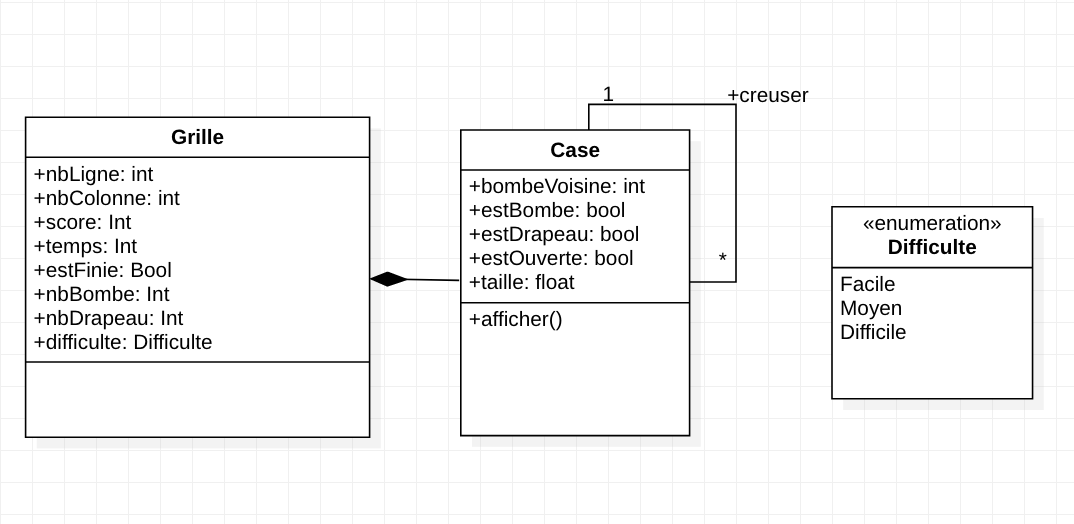 Grille
+nbLigne: int
+nbColonne: int
+score: Int
+temps: Int
+estFinie: Bool
+nbBombe: Int
+nbDrapeau: Int
+difficulte: Difficulte
1
+creuser
*
Case
+bombeVoisine: int
+estBombe: bool
+estDrapeau: bool
+estOuverte: bool
+taille: float
+afficher()
«enumeration»
Difficulte
Facile
Moyen
Difficile